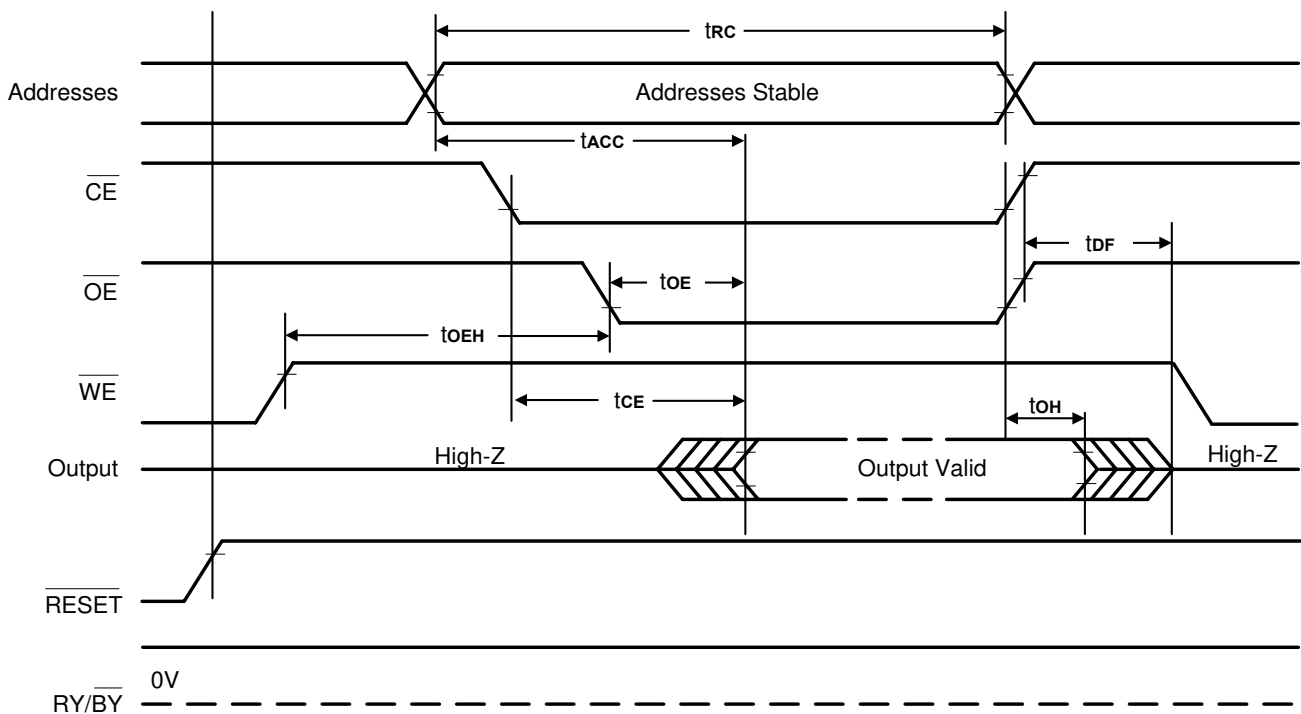 tRC
Addresses
Addresses Stable
tACC
CE
tDF
OE
tOE
tOEH
WE
tCE
tOH
Output
High-Z
Output Valid
High-Z
RESET
0V
RY/BY